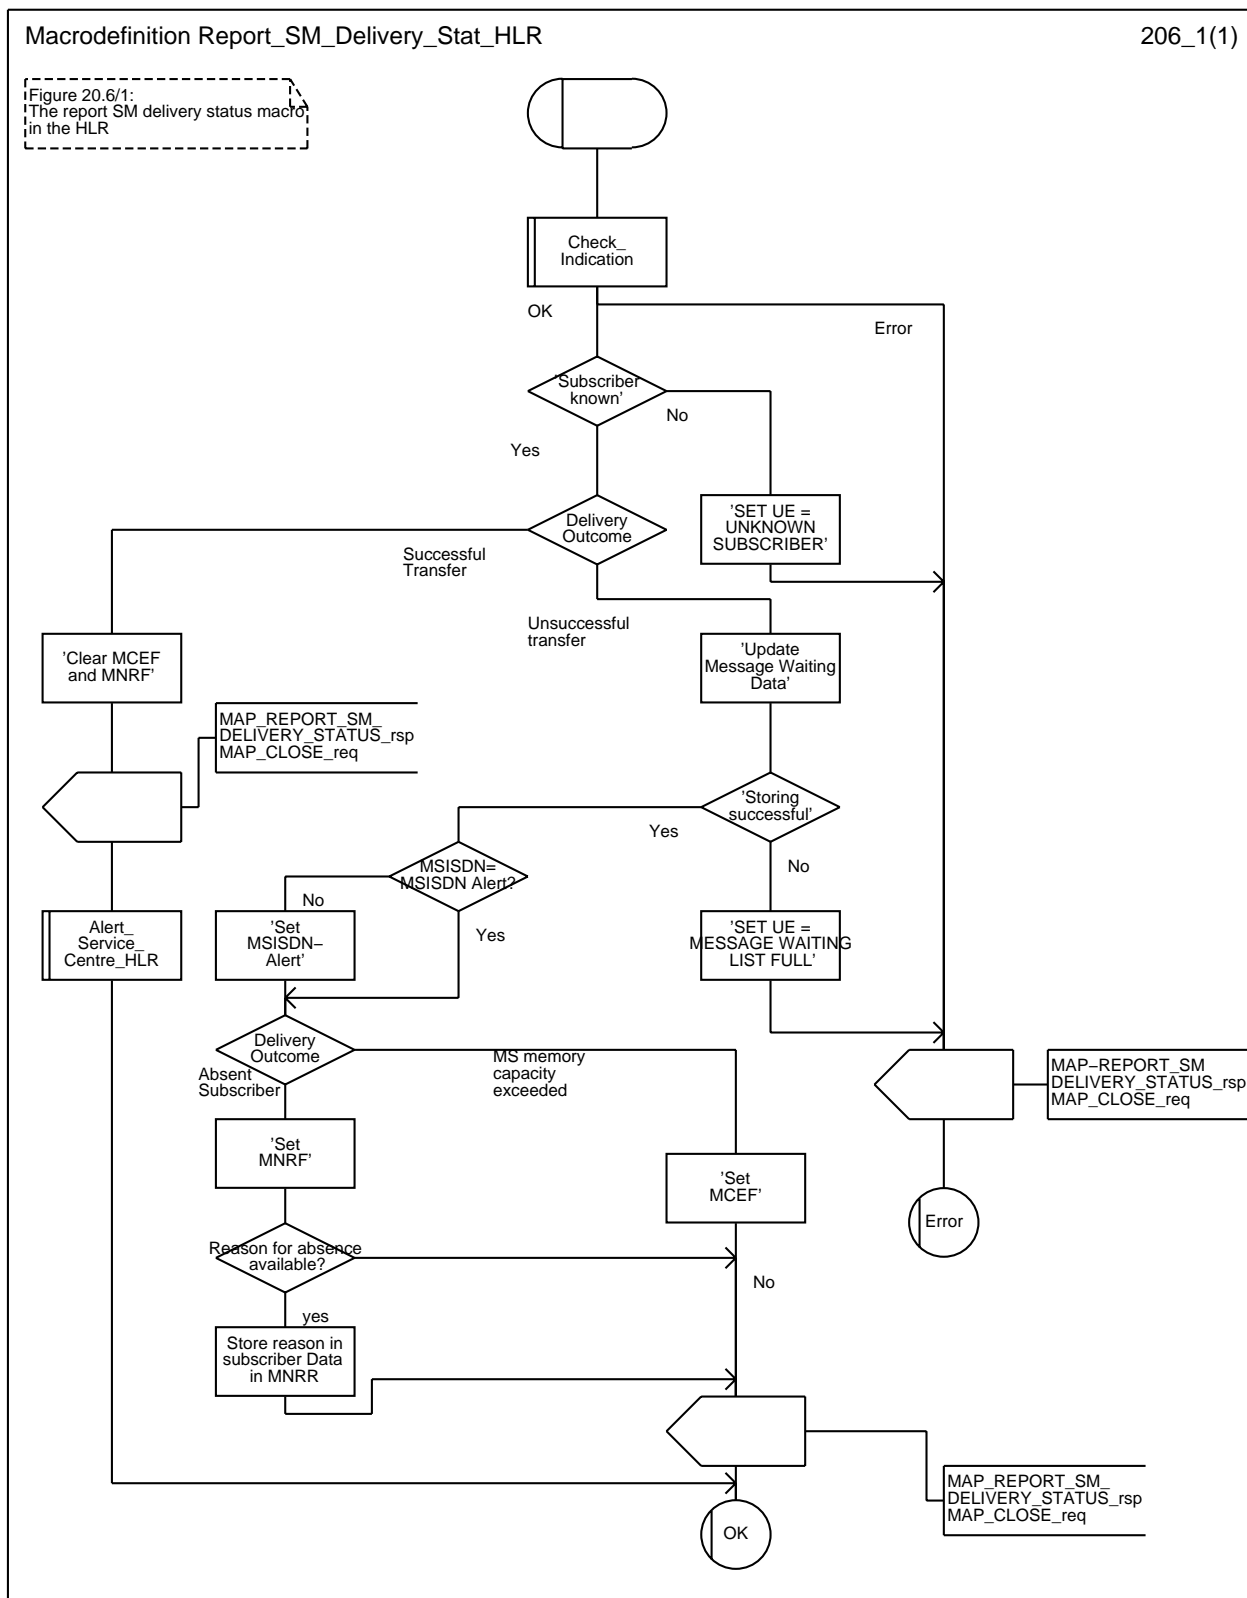 Macrodefinition Report_SM_Delivery_Stat_HLR
206_1(1)
Figure 20.6/1:
The report SM delivery status macro
in the HLR
Check_
Indication
OK
Error
'Subscriber
known'
No
Yes
Delivery
Outcome
'SET UE =
UNKNOWN
SUBSCRIBER'
Successful
Transfer
Unsuccessful
transfer
'Clear MCEF
and MNRF'
'Update
Message Waiting
Data'
MAP_REPORT_SM_
DELIVERY_STATUS_rsp
MAP_CLOSE_req
'Storing
successful'
Yes
No
MSISDN=
MSISDN Alert?
No
Yes
Alert_
Service_
Centre_HLR
'Set
MSISDN–
Alert'
'SET UE =
MESSAGE WAITING
LIST FULL'
Delivery
Outcome
Absent
Subscriber
MS memory
capacity
exceeded
MAP–REPORT_SM
DELIVERY_STATUS_rsp
MAP_CLOSE_req
'Set
MNRF'
'Set
MCEF'
Error
Reason for absence
available?
No
yes
Store reason in
subscriber Data
in MNRR
MAP_REPORT_SM_
DELIVERY_STATUS_rsp
MAP_CLOSE_req
OK